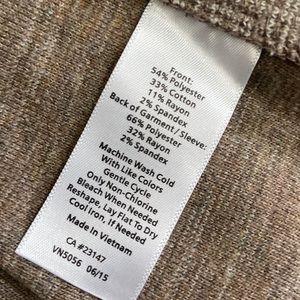 Front:
54% Polyester
33% Cotton
11% Rayon
2% Spandex
Back of Garment / Sleeve:
66% Polyester
32% Rayon
2% Spandex
Machine Wash Cold
With Like Colors
Gentle Cycle
Only Non-Chlorine
Bleach When Needed
Reshape, Lay Flat To Dry
Cool Iron, If Needed
Made In Vietnam
CA #23147
VN5056 06/15